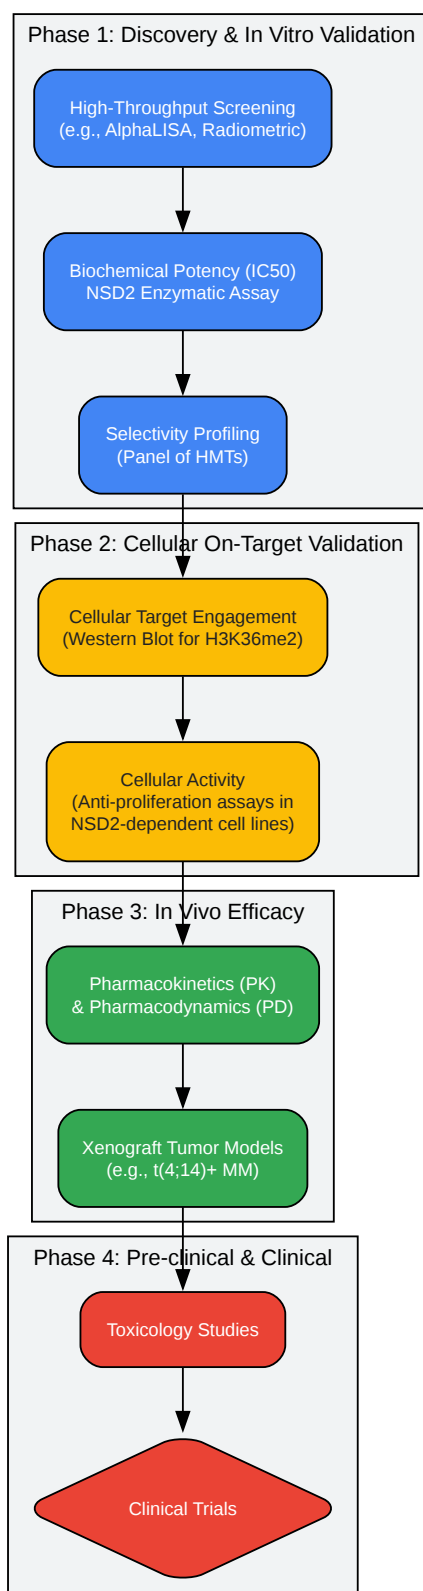 Phase 1: Discovery & In Vitro Validation
High-Throughput Screening
(e.g., AlphaLISA, Radiometric)
Biochemical Potency (IC50)
NSD2 Enzymatic Assay
Selectivity Profiling
(Panel of HMTs)
Phase 2: Cellular On-Target Validation
Cellular Target Engagement
(Western Blot for H3K36me2)
Cellular Activity
(Anti-proliferation assays in
NSD2-dependent cell lines)
Phase 3: In Vivo Efficacy
Pharmacokinetics (PK)
& Pharmacodynamics (PD)
Xenograft Tumor Models
(e.g., t(4;14)+ MM)
Phase 4: Pre-clinical & Clinical
Toxicology Studies
Clinical Trials